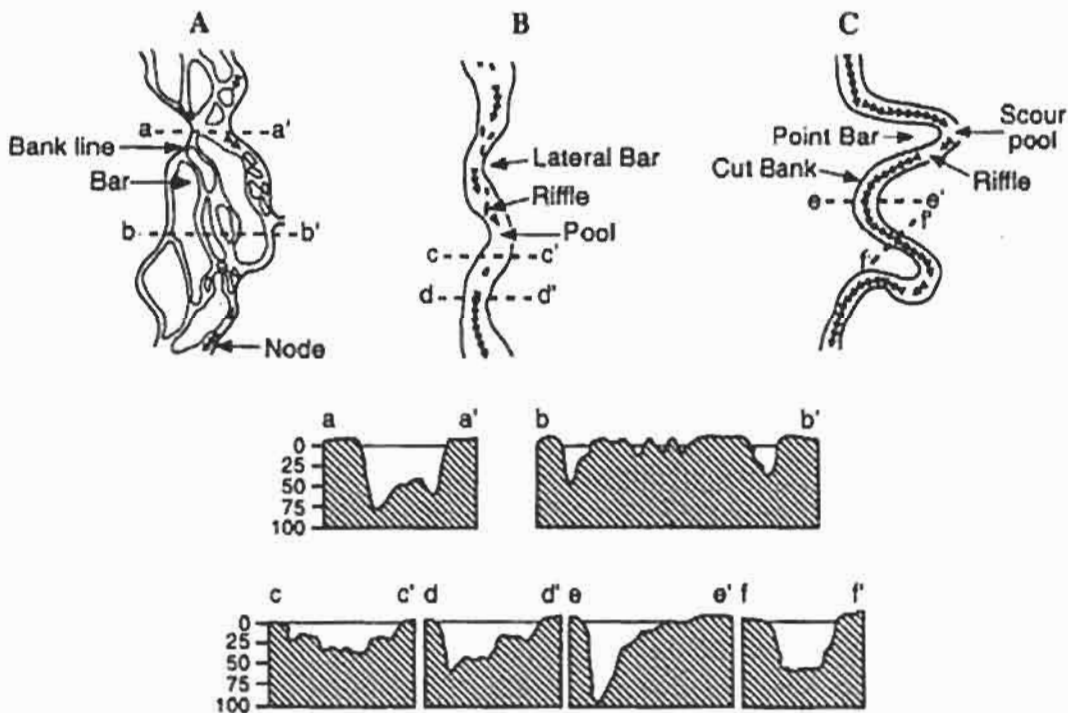 A B C
a a'
Bank line
Bar
b b'
Node
Lateral Bar
Riffle
Pool
c c'
d d'
Point Bar
Scour pool
Cut Bank
Riffle
e e'
f'
f
a a' b b'
0
25
50
75
100
c c' d d' e e' f f'
0
25
50
75
100